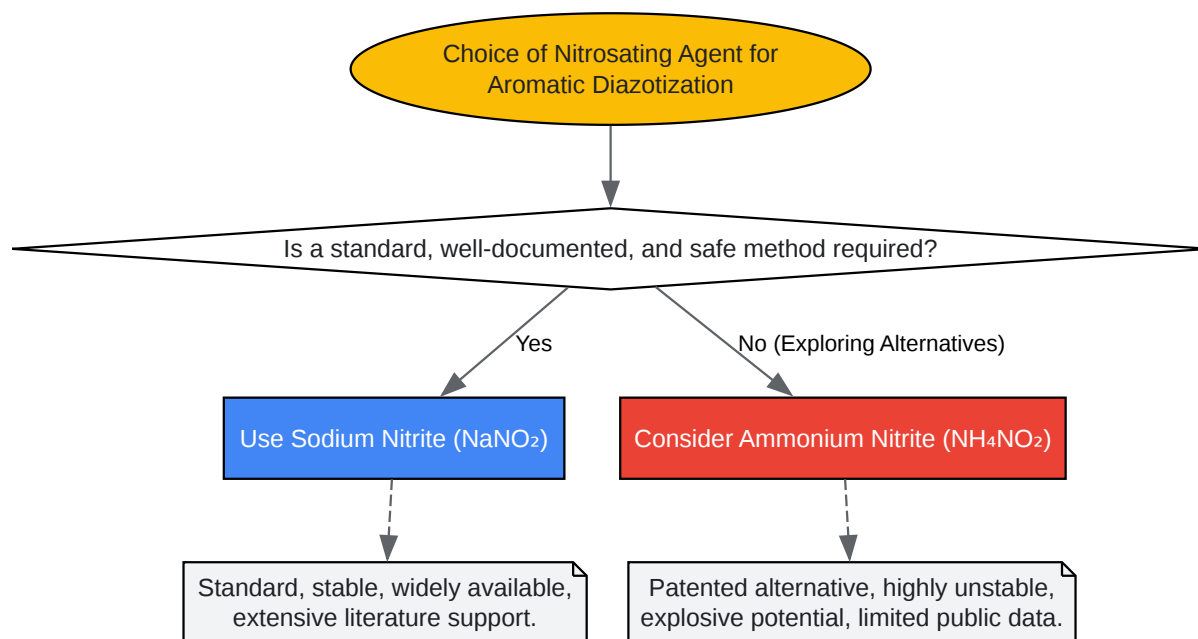 Choice of Nitrosating Agent for
Aromatic Diazotization
Is a standard, well-documented, and safe method required?
Yes
No (Exploring Alternatives)
Use Sodium Nitrite (NaNO₂)
Consider Ammonium Nitrite (NH₄NO₂)
Standard, stable, widely available,
extensive literature support.
Patented alternative, highly unstable,
explosive potential, limited public data.